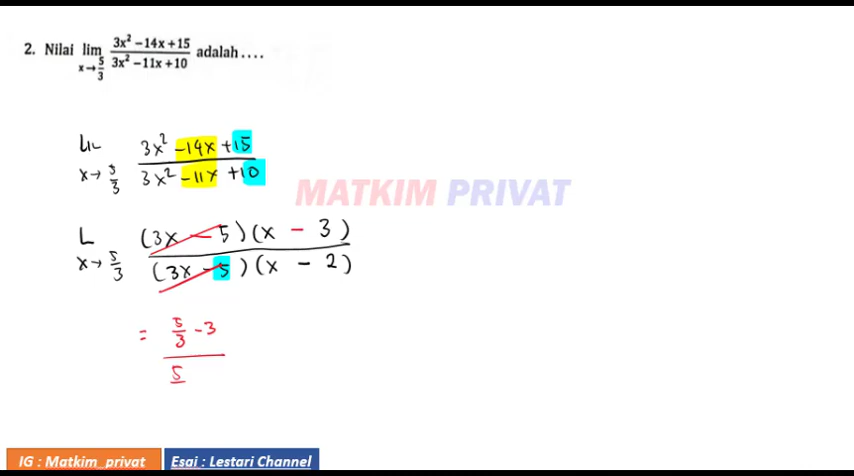 2. Nilai lim 3x² −14x+15 / 3x² −11x+10 adalah ....
x→5/3
Lim 3x² −14x +15
x→5/3 3x² −11x +10
MATKIM PRIVAT
L (3x − 5)(x − 3)
x→5/3 (3x − 5)(x − 2)
= 5/3 − 3
5
IG : Matkim_privat Esai : Lestari Channel